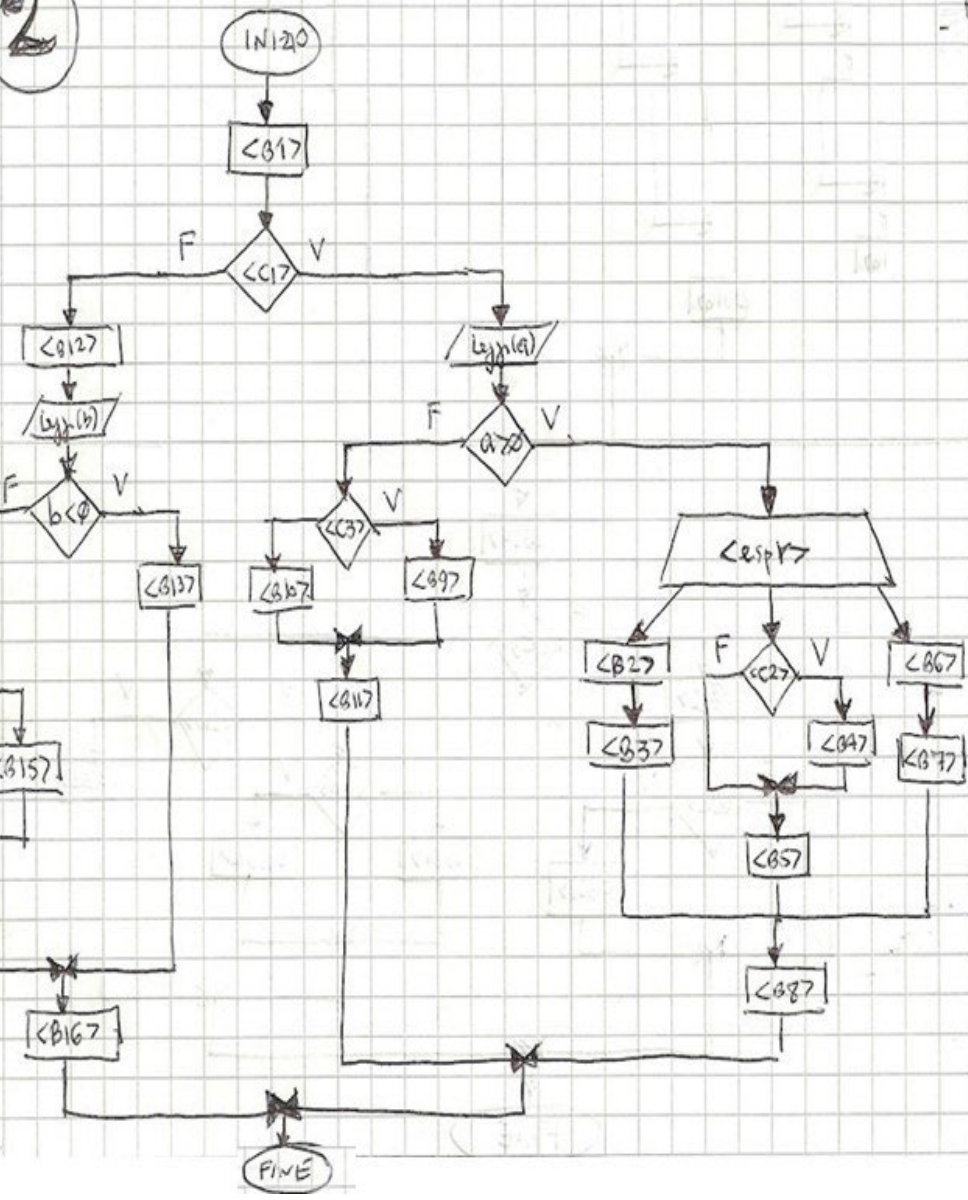 2
INIZIO
<B1>
F
<C1>
V
<B12>
Leggi(a)
Leggi(b)
F
a>0
V
F
b<0
V
<C3>
V
<espr>
<B13>
<B10>
<B9>
<B2>
F
<C2>
V
<B6>
<B11>
<B3>
<B4>
<B7>
<B15>
<B5>
<B8>
<B16>
FINE